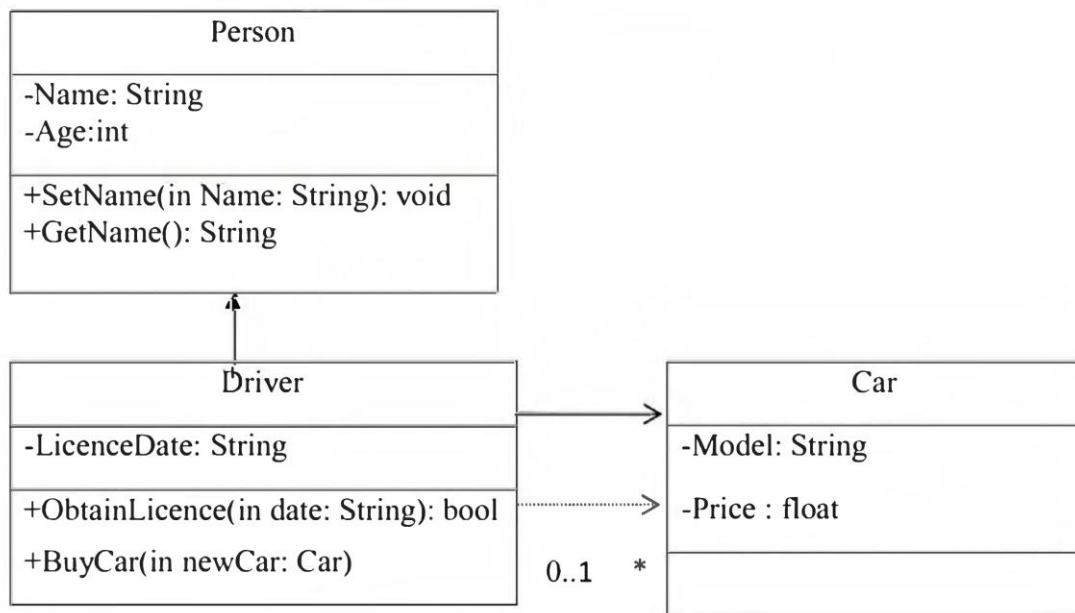 Person
-Name: String
-Age:int
+SetName(in Name: String): void
+GetName(): String
Driver
-LicenceDate: String
+ObtainLicence(in date: String): bool
+BuyCar(in newCar: Car)
0..1 *
Car
-Model: String
-Price : float